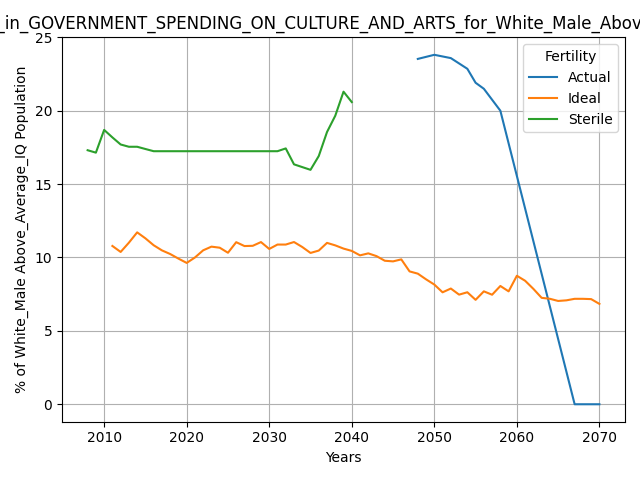 _in_GOVERNMENT_SPENDING_ON_CULTURE_AND_ARTS_for_White_Male_Abov
Fertility
Actual
Ideal
Sterile
% of White_Male Above_Average_IQ Population
25
20
15
10
5
0
2010 2020 2030 2040 2050 2060 2070
Years